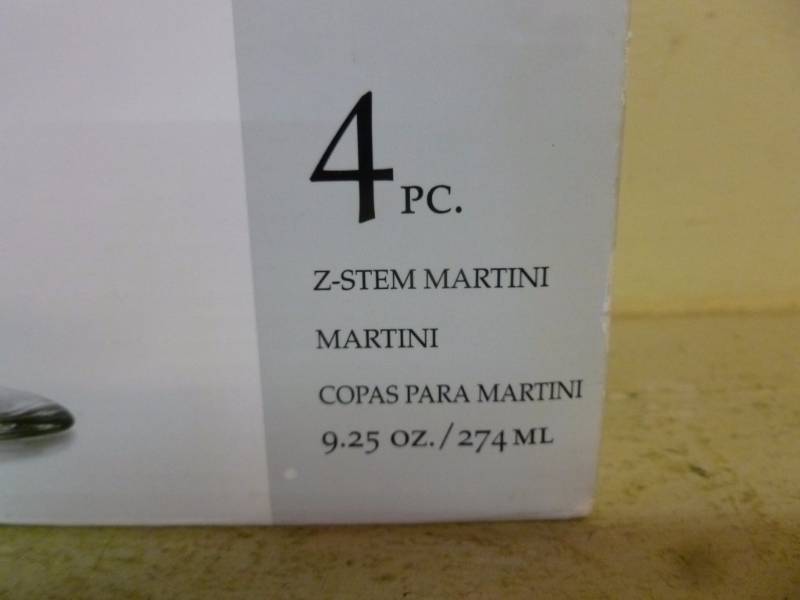 4 PC.
Z-STEM MARTINI
MARTINI
COPAS PARA MARTINI
9.25 OZ./274 ML